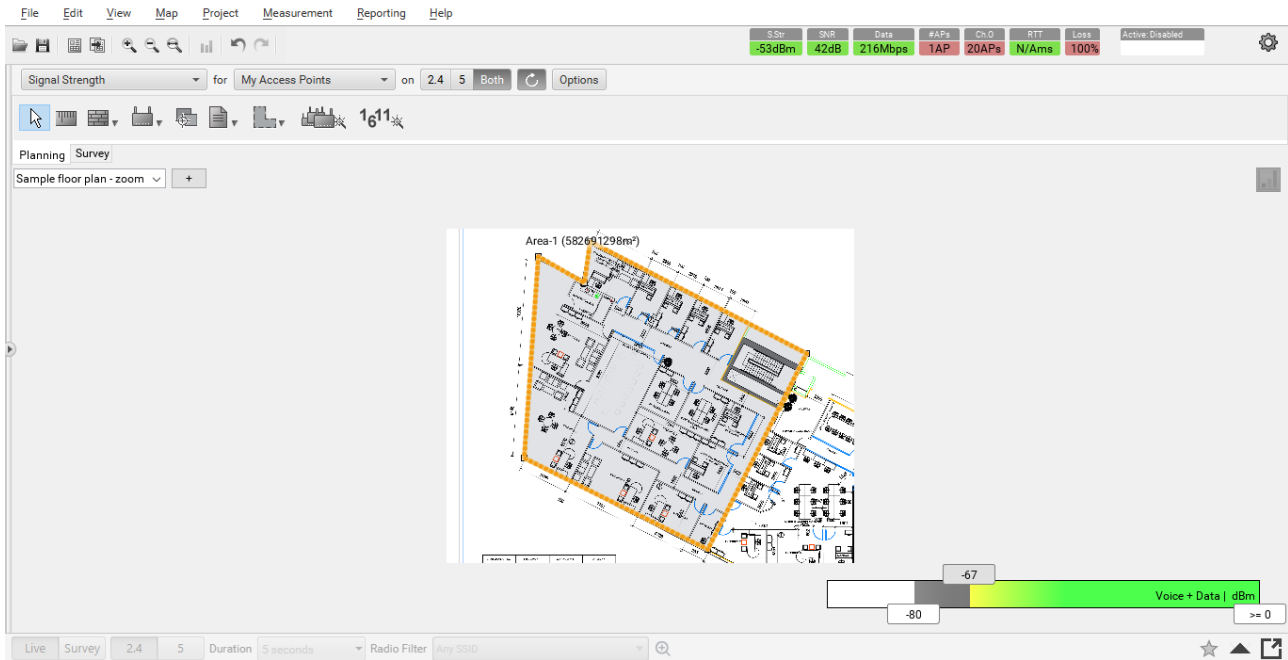 File Edit View Map Project Measurement Reporting Help
S.Str SNR Data #APs Ch.O RTT Loss Active: Disabled
-53dBm 42dB 216Mbps 1AP 20APs N/Ams 100%
Signal Strength for My Access Points on 2.4 5 Both Options
1 6 11
Planning Survey
Sample floor plan - zoom +
Area-1 (582691298m²)
-67
Voice + Data | dBm
-80 >= 0
Live Survey 2.4 5 Duration 5 seconds Radio Filter Any SSID